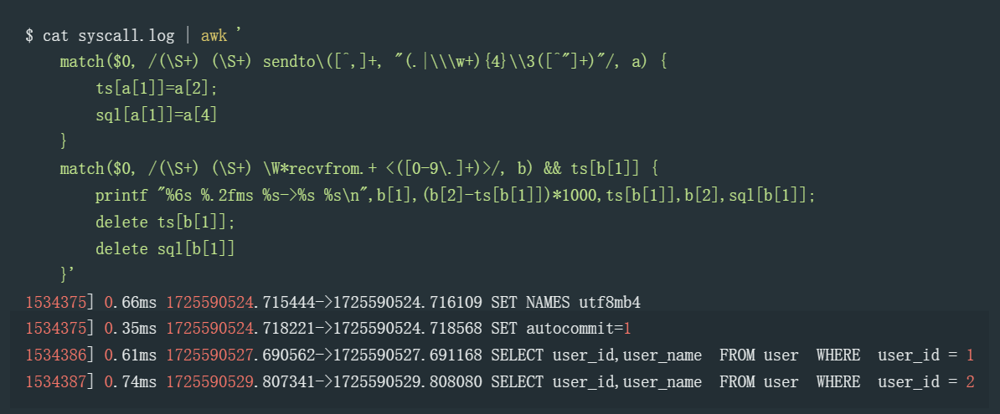 $ cat syscall.log | awk '
    match($0, /(\S+) (\S+) sendto\([^,]+, "(.|\\\w+){4}\\3([^"]+)"/, a) {
        ts[a[1]]=a[2];
        sql[a[1]]=a[4]
    }
    match($0, /(\S+) (\S+) \W*recvfrom.+ <([0-9\.]+)>/, b) && ts[b[1]] {
        printf "%6s %.2fms %s->%s %s\n",b[1],(b[2]-ts[b[1]])*1000,ts[b[1]],b[2],sql[b[1]];
        delete ts[b[1]];
        delete sql[b[1]]
    }'
1534375] 0.66ms 1725590524.715444->1725590524.716109 SET NAMES utf8mb4
1534375] 0.35ms 1725590524.718221->1725590524.718568 SET autocommit=1
1534386] 0.61ms 1725590527.690562->1725590527.691168 SELECT user_id,user_name  FROM user  WHERE  user_id = 1
1534387] 0.74ms 1725590529.807341->1725590529.808080 SELECT user_id,user_name  FROM user  WHERE  user_id = 2